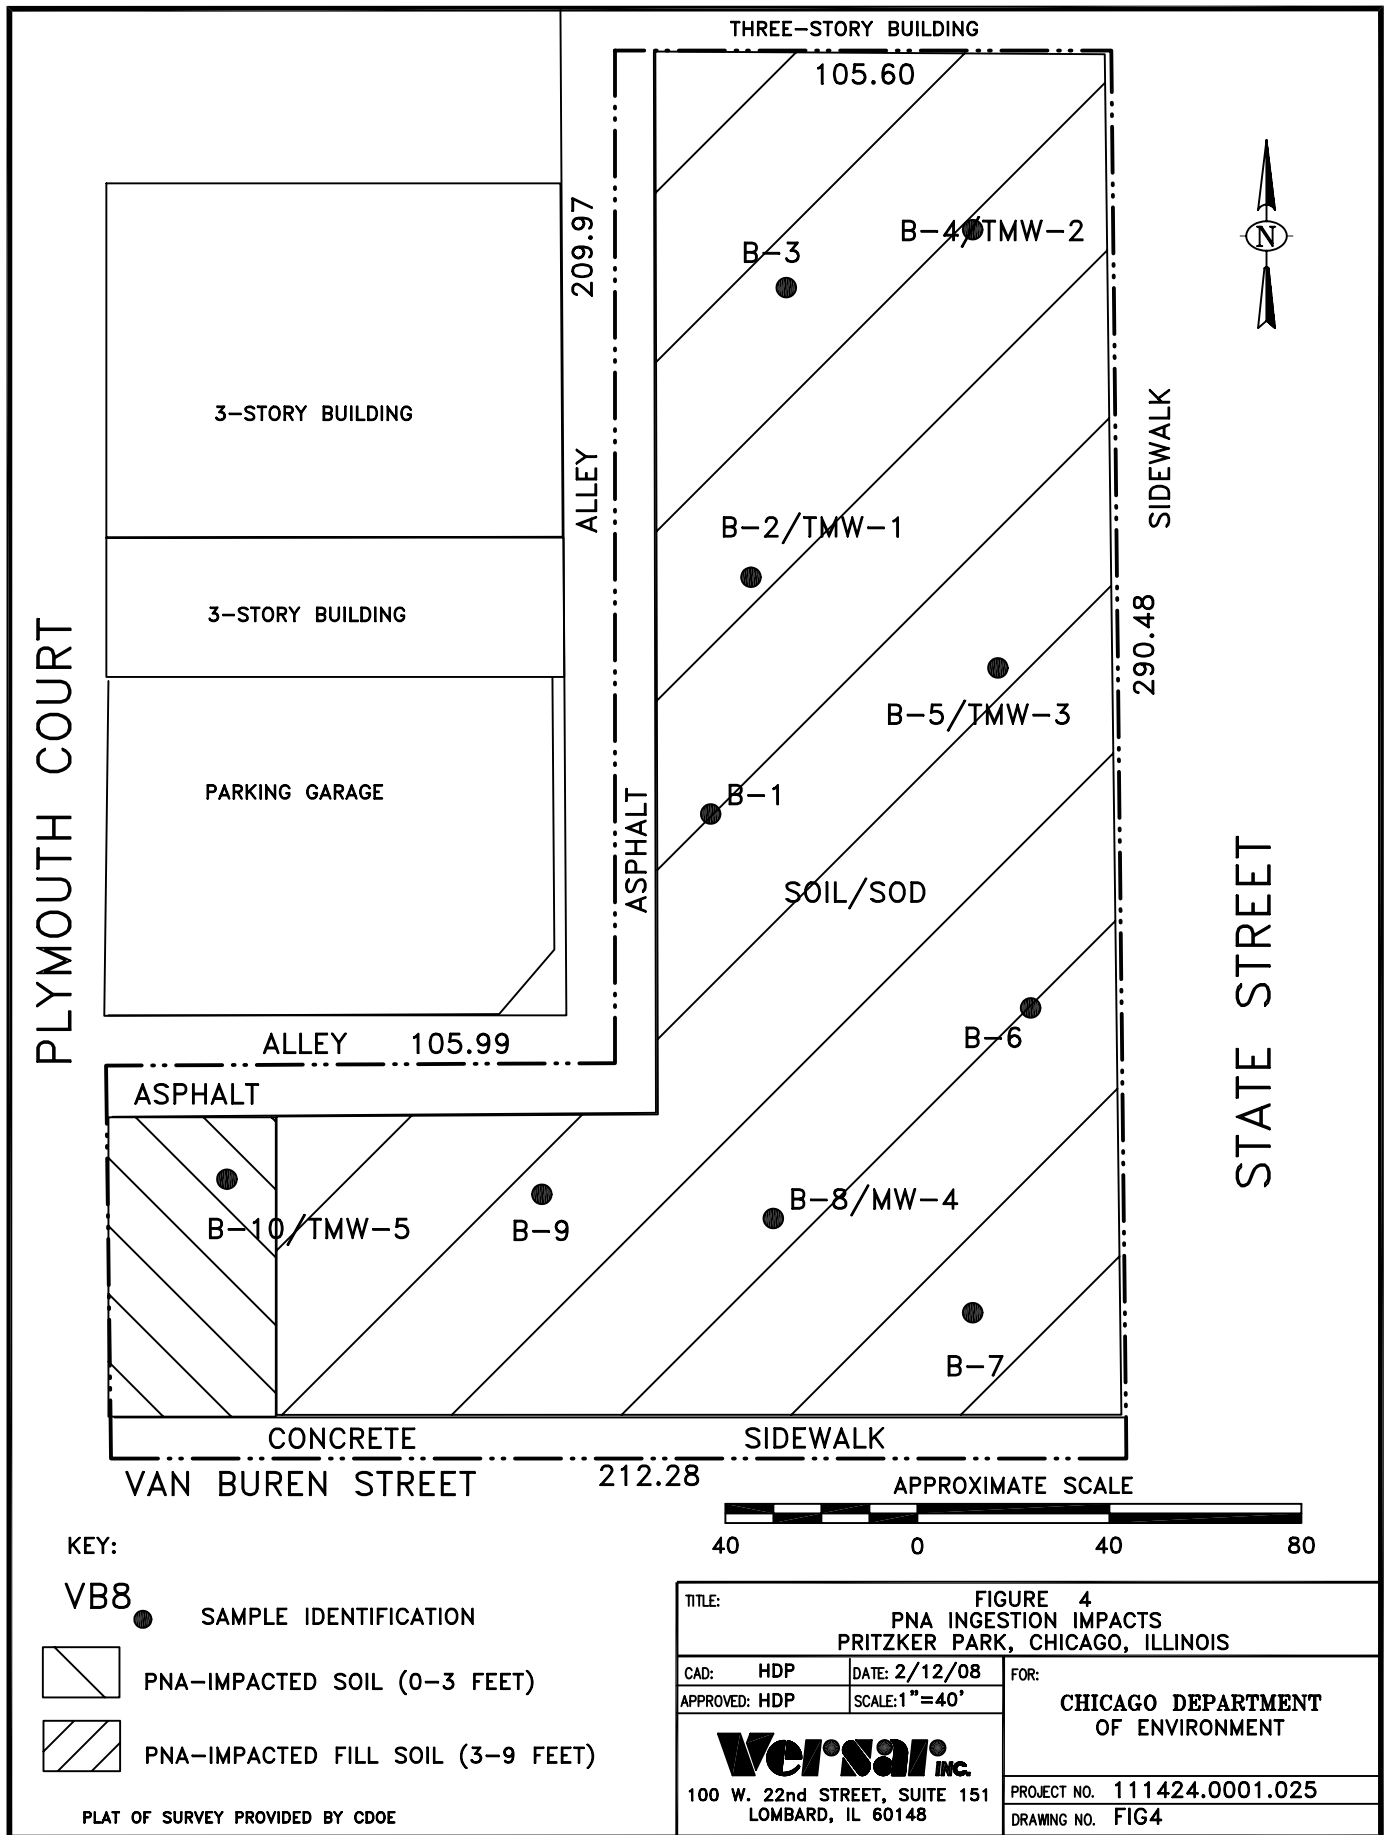 THREE-STORY BUILDING
105.60
209.97
B-4/TMW-2
B-3
N
3-STORY BUILDING
ALLEY
SIDEWALK
B-2/TMW-1
3-STORY BUILDING
290.48
PLYMOUTH COURT
B-5/TMW-3
PARKING GARAGE
ASPHALT
B-1
SOIL/SOD
STATE STREET
ALLEY 105.99
B-6
ASPHALT
B-10/TMW-5
B-9
B-8/MW-4
B-7
CONCRETE SIDEWALK
VAN BUREN STREET
212.28
APPROXIMATE SCALE
40 0 40 80
KEY:
VB8
SAMPLE IDENTIFICATION
PNA-IMPACTED SOIL (0-3 FEET)
PNA-IMPACTED FILL SOIL (3-9 FEET)
PLAT OF SURVEY PROVIDED BY CDOE
TITLE:
FIGURE 4
PNA INGESTION IMPACTS
PRITZKER PARK, CHICAGO, ILLINOIS
CAD: HDP
DATE: 2/12/08
APPROVED: HDP
SCALE: 1"=40'
FOR:
CHICAGO DEPARTMENT
OF ENVIRONMENT
Versar INC.
100 W. 22nd STREET, SUITE 151
LOMBARD, IL 60148
PROJECT NO. 111424.0001.025
DRAWING NO. FIG4